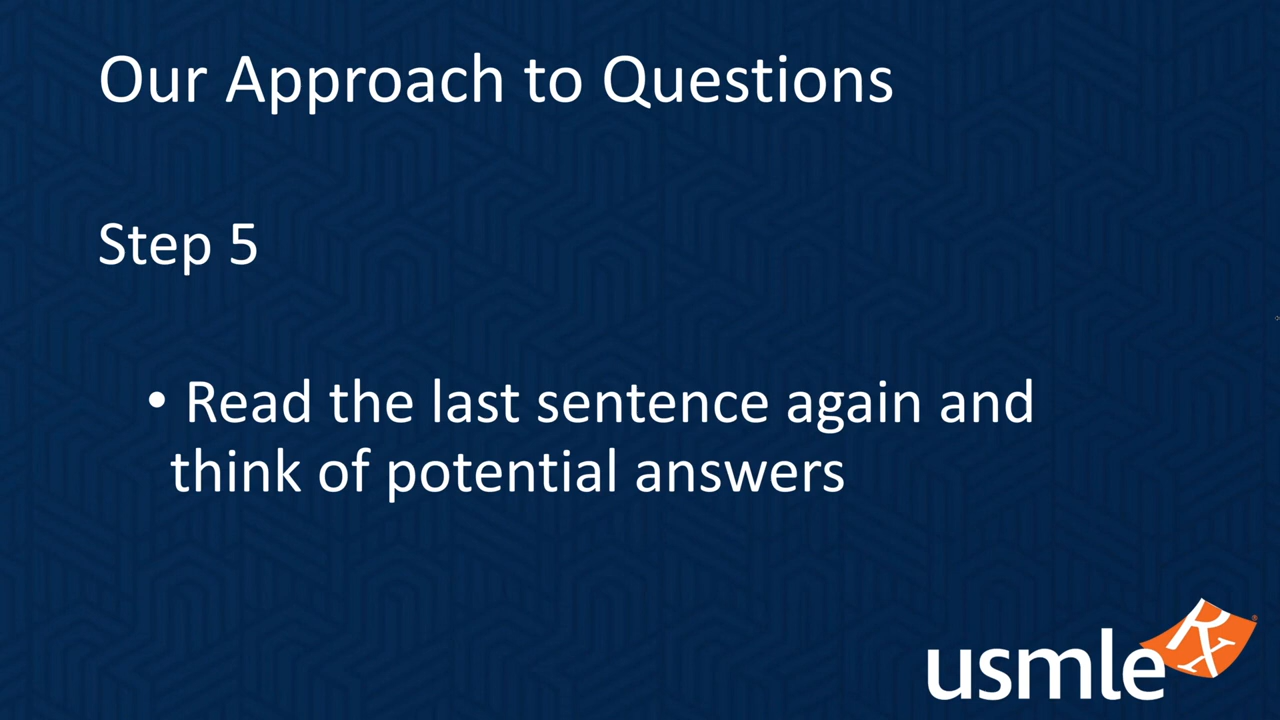 Our Approach to Questions
Step 5
• Read the last sentence again and
think of potential answers
usmle Rx